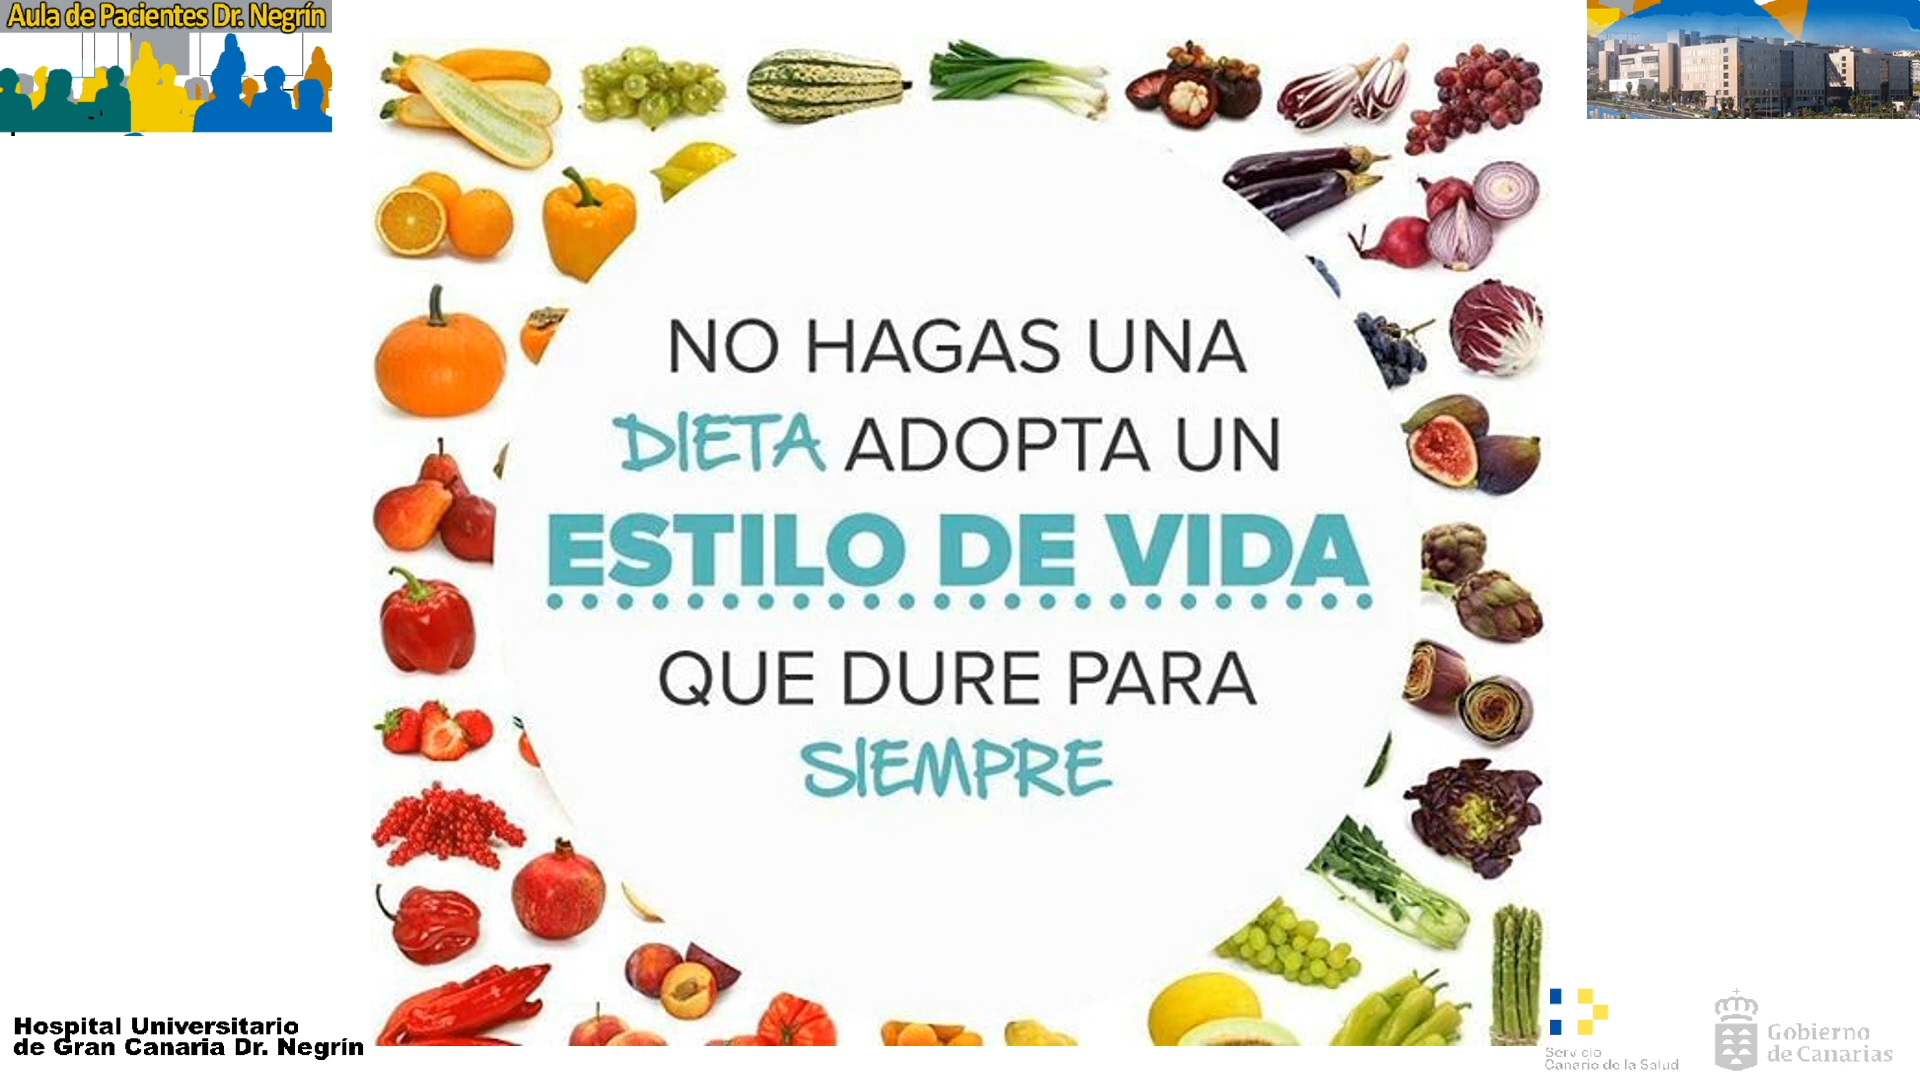 Aula de Pacientes Dr. Negrín
NO HAGAS UNA
DIETA ADOPTA UN
ESTILO DE VIDA
QUE DURE PARA
SIEMPRE
Hospital Universitario
de Gran Canaria Dr. Negrín
Servicio
Canario de la Salud
Gobierno
de Canarias